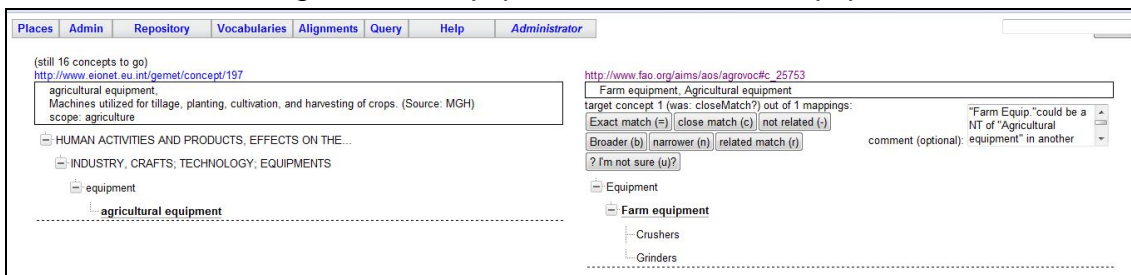 Places Admin Repository Vocabularies Alignments Query Help Administrator
(still 16 concepts to go)
http://www.eionet.eu.int/gemet/concept/197
agricultural equipment,
Machines utilized for tillage, planting, cultivation, and harvesting of crops. (Source: MGH)
scope: agriculture
HUMAN ACTIVITIES AND PRODUCTS, EFFECTS ON THE...
INDUSTRY, CRAFTS; TECHNOLOGY; EQUIPMENTS
equipment
agricultural equipment
http://www.fao.org/aims/aos/agrovoc#c_25753
Farm equipment, Agricultural equipment
target concept 1 (was: closeMatch?) out of 1 mappings:
Exact match (=) close match (c) not related (-)
Broader (b) narrower (n) related match (r)
? I'm not sure (u)?
comment (optional):
"Farm Equip."could be a
NT of "Agricultural
equipment" in another
Equipment
Farm equipment
Crushers
Grinders